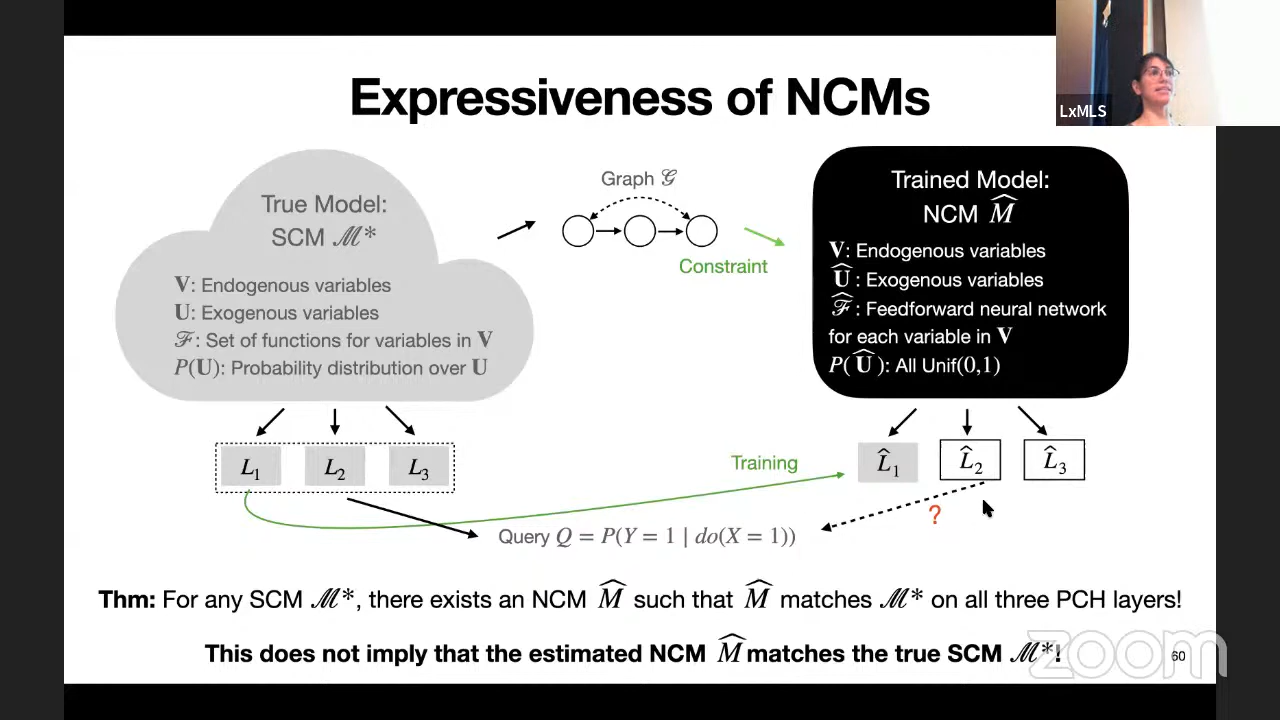 Expressiveness of NCMs
LxMLS
True Model:
SCM ℳ*
V: Endogenous variables
U: Exogenous variables
ℱ: Set of functions for variables in V
P(U): Probability distribution over U
Graph 𝒢
Constraint
Trained Model:
NCM M̂
V: Endogenous variables
Û : Exogenous variables
ℱ̂ : Feedforward neural network
for each variable in V
P(Û): All Unif(0,1)
L₁ L₂ L₃
Training
L̂₁ L̂₂ L̂₃
?
Query Q = P(Y = 1 | do(X = 1))
Thm: For any SCM ℳ*, there exists an NCM M̂ such that M̂ matches ℳ* on all three PCH layers!
This does not imply that the estimated NCM M̂ matches the true SCM ℳ*!
zoom
60